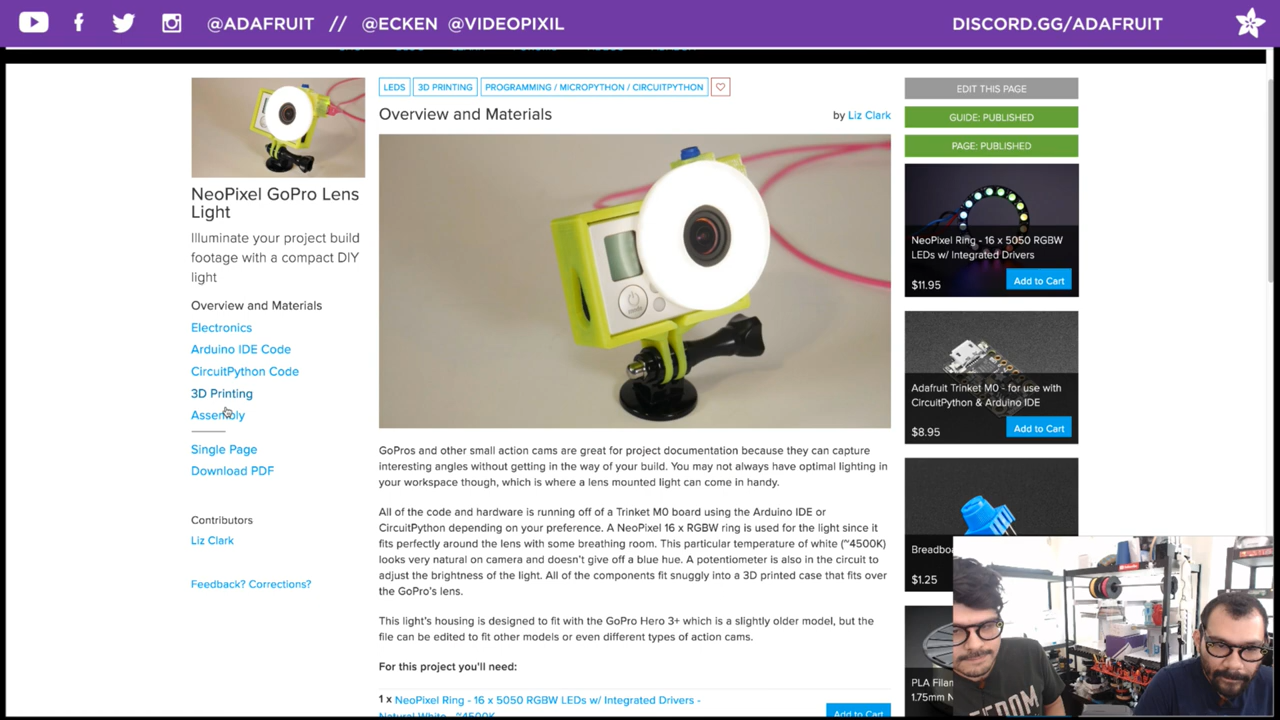 @ADAFRUIT // @ECKEN @VIDEOPIXIL
DISCORD.GG/ADAFRUIT
NeoPixel GoPro Lens
Light
Illuminate your project build
footage with a compact DIY
light
Overview and Materials
Electronics
Arduino IDE Code
CircuitPython Code
3D Printing
Assembly
Single Page
Download PDF
Contributors
Liz Clark
Feedback? Corrections?
LEDS
3D PRINTING
PROGRAMMING / MICROPYTHON / CIRCUITPYTHON
Overview and Materials
by Liz Clark
GoPros and other small action cams are great for project documentation because they can capture
interesting angles without getting in the way of your build. You may not always have optimal lighting in
your workspace though, which is where a lens mounted light can come in handy.
All of the code and hardware is running off of a Trinket M0 board using the Arduino IDE or
CircuitPython depending on your preference. A NeoPixel 16 x RGBW ring is used for the light since it
fits perfectly around the lens with some breathing room. This particular temperature of white (~4500K)
looks very natural on camera and doesn't give off a blue hue. A potentiometer is also in the circuit to
adjust the brightness of the light. All of the components fit snuggly into a 3D printed case that fits over
the GoPro's lens.
This light's housing is designed to fit with the GoPro Hero 3+ which is a slightly older model, but the
file can be edited to fit other models or even different types of action cams.
For this project you'll need:
1 x NeoPixel Ring - 16 x 5050 RGBW LEDs w/ Integrated Drivers -
Natural White - ~4500K
Add to Cart
EDIT THIS PAGE
GUIDE: PUBLISHED
PAGE: PUBLISHED
NeoPixel Ring - 16 x 5050 RGBW
LEDs w/ Integrated Drivers
$11.95
Add to Cart
Adafruit Trinket M0 - for use with
CircuitPython & Arduino IDE
$8.95
Add to Cart
$1.25
1.75mm